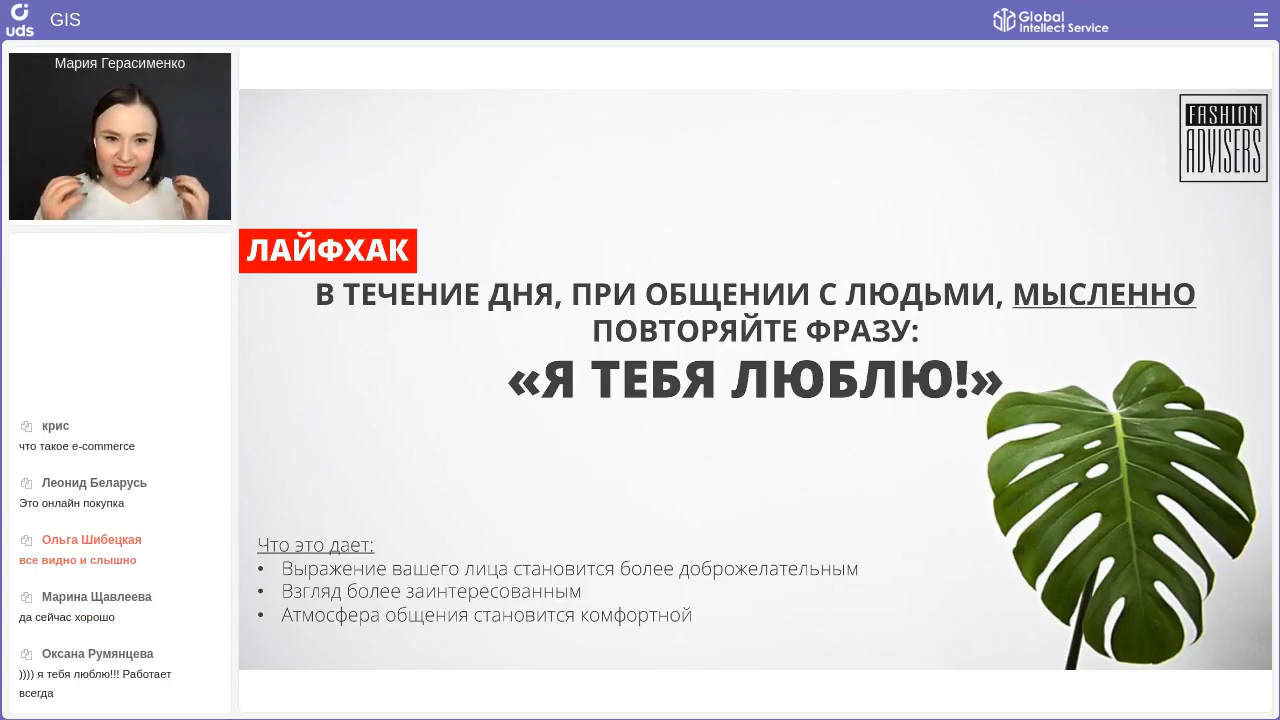 uds
GIS
Global
Intellect Service
Мария Герасименко
FASHION
ADVISERS
ЛАЙФХАК
В ТЕЧЕНИЕ ДНЯ, ПРИ ОБЩЕНИИ С ЛЮДЬМИ, МЫСЛЕННО
ПОВТОРЯЙТЕ ФРАЗУ:
«Я ТЕБЯ ЛЮБЛЮ!»
Что это дает:
• Выражение вашего лица становится более доброжелательным
• Взгляд более заинтересованным
• Атмосфера общения становится комфортной
крис
что такое e-commerce
Леонид Беларусь
Это онлайн покупка
Ольга Шибецкая
все видно и слышно
Марина Щавлеева
да сейчас хорошо
Оксана Румянцева
)))) я тебя люблю!!! Работает
всегда